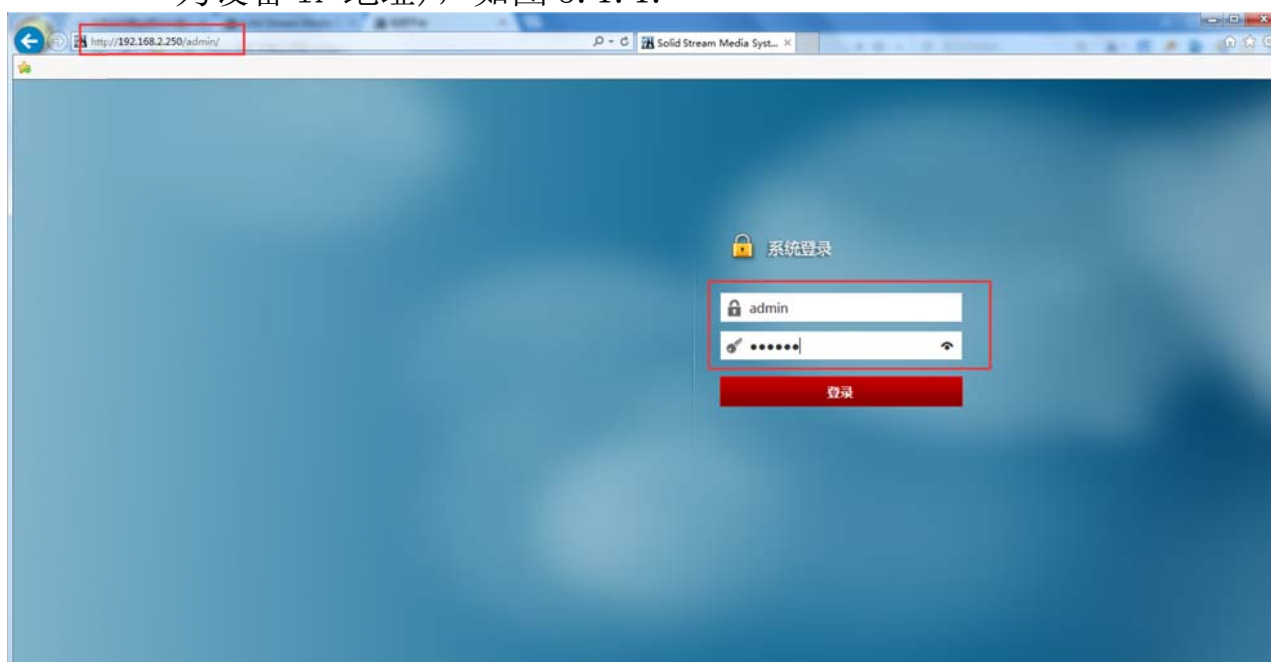 为设备 IP 地址), 如图 3.1.1.
http://192.168.2.250/admin/
Solid Stream Media Syst...
系统登录
admin
登录